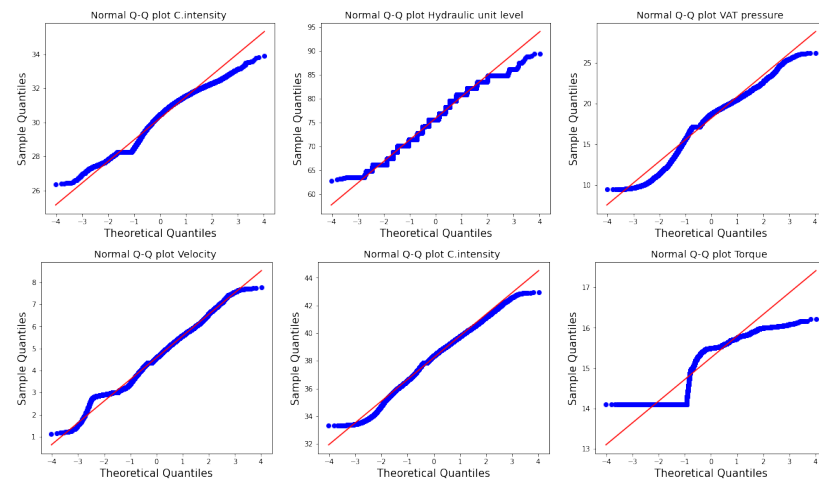 Normal Q-Q plot C.intensity
Normal Q-Q plot Hydraulic unit level
Normal Q-Q plot VAT pressure
Sample Quantiles
34
32
30
28
26
−4 −3 −2 −1 0 1 2 3 4
Theoretical Quantiles
Sample Quantiles
95
90
85
80
75
70
65
60
−4 −3 −2 −1 0 1 2 3 4
Theoretical Quantiles
Sample Quantiles
25
20
15
10
−4 −3 −2 −1 0 1 2 3 4
Theoretical Quantiles
Normal Q-Q plot Velocity
Normal Q-Q plot C.intensity
Normal Q-Q plot Torque
Sample Quantiles
8
7
6
5
4
3
2
1
−4 −3 −2 −1 0 1 2 3 4
Theoretical Quantiles
Sample Quantiles
44
42
40
38
36
34
32
−4 −3 −2 −1 0 1 2 3 4
Theoretical Quantiles
Sample Quantiles
17
16
15
14
13
−4 −3 −2 −1 0 1 2 3 4
Theoretical Quantiles